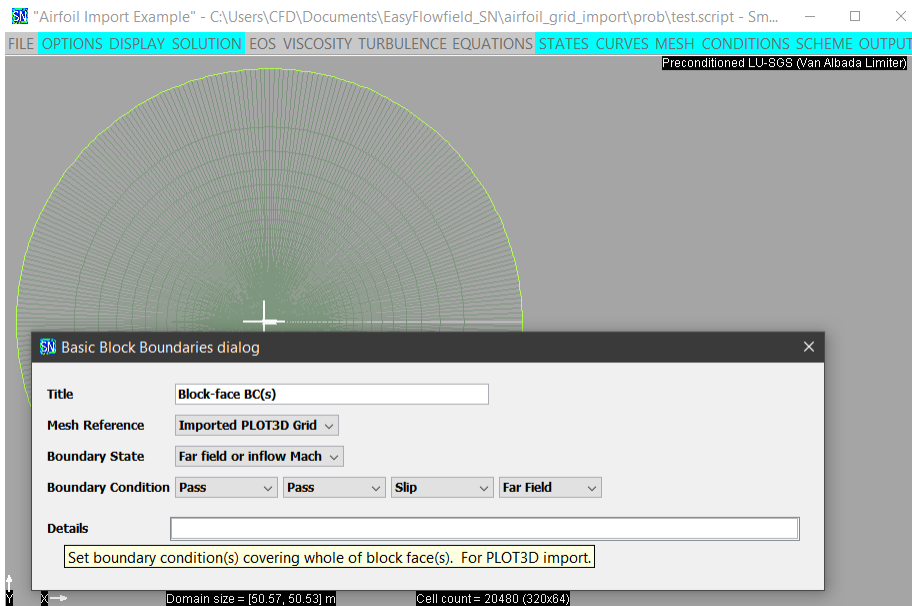 SN "Airfoil Import Example" - C:\Users\CFD\Documents\EasyFlowfield_SN\airfoil_grid_import\prob\test.script - Sm...
FILE OPTIONS DISPLAY SOLUTION EOS VISCOSITY TURBULENCE EQUATIONS STATES CURVES MESH CONDITIONS SCHEME OUTPUT
Preconditioned LU-SGS (Van Albada Limiter)
SN Basic Block Boundaries dialog
Title Block-face BC(s)
Mesh Reference Imported PLOT3D Grid
Boundary State Far field or inflow Mach
Boundary Condition Pass Pass Slip Far Field
Details
Set boundary condition(s) covering whole of block face(s). For PLOT3D import.
Y X Domain size = [50.57, 50.53] m Cell count= 20480 (320x64)